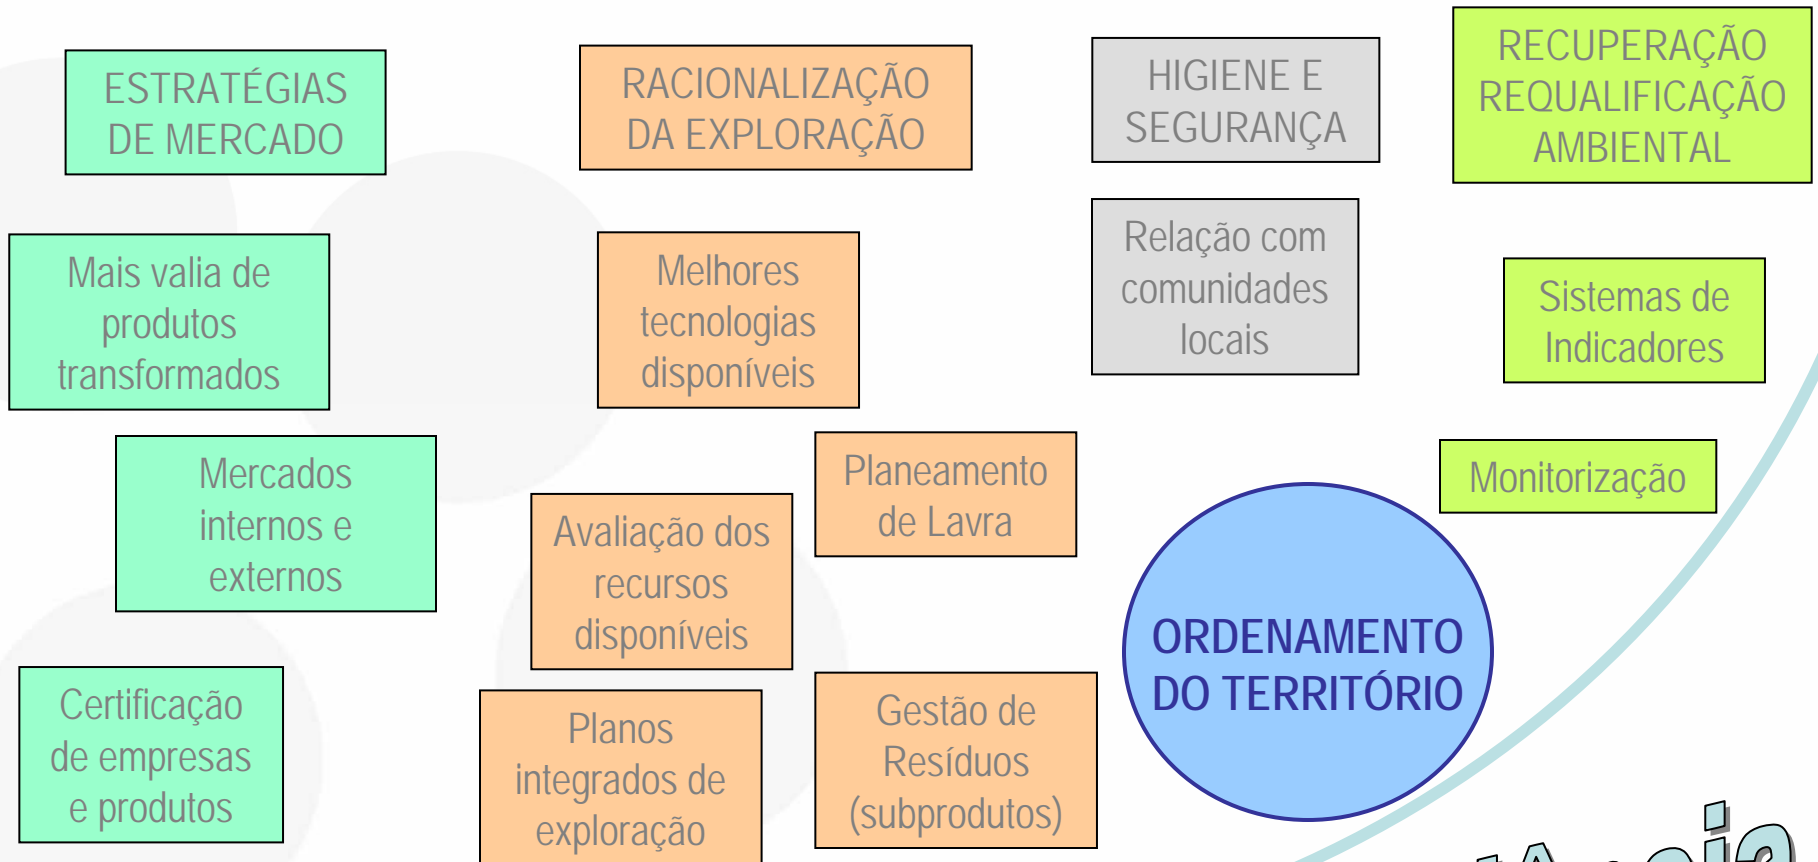 ESTRATÉGIAS
DE MERCADO
RACIONALIZAÇÃO
DA EXPLORAÇÃO
HIGIENE E
SEGURANÇA
RECUPERAÇÃO
REQUALIFICAÇÃO
AMBIENTAL
Mais valia de
produtos
transformados
Melhores
tecnologias
disponíveis
Relação com
comunidades
locais
Sistemas de
Indicadores
Mercados
internos e
externos
Avaliação dos
recursos
disponíveis
Planeamento
de Lavra
Monitorização
ORDENAMENTO
DO TERRITÓRIO
Certificação
de empresas
e produtos
Planos
integrados de
exploração
Gestão de
Resíduos
(subprodutos)